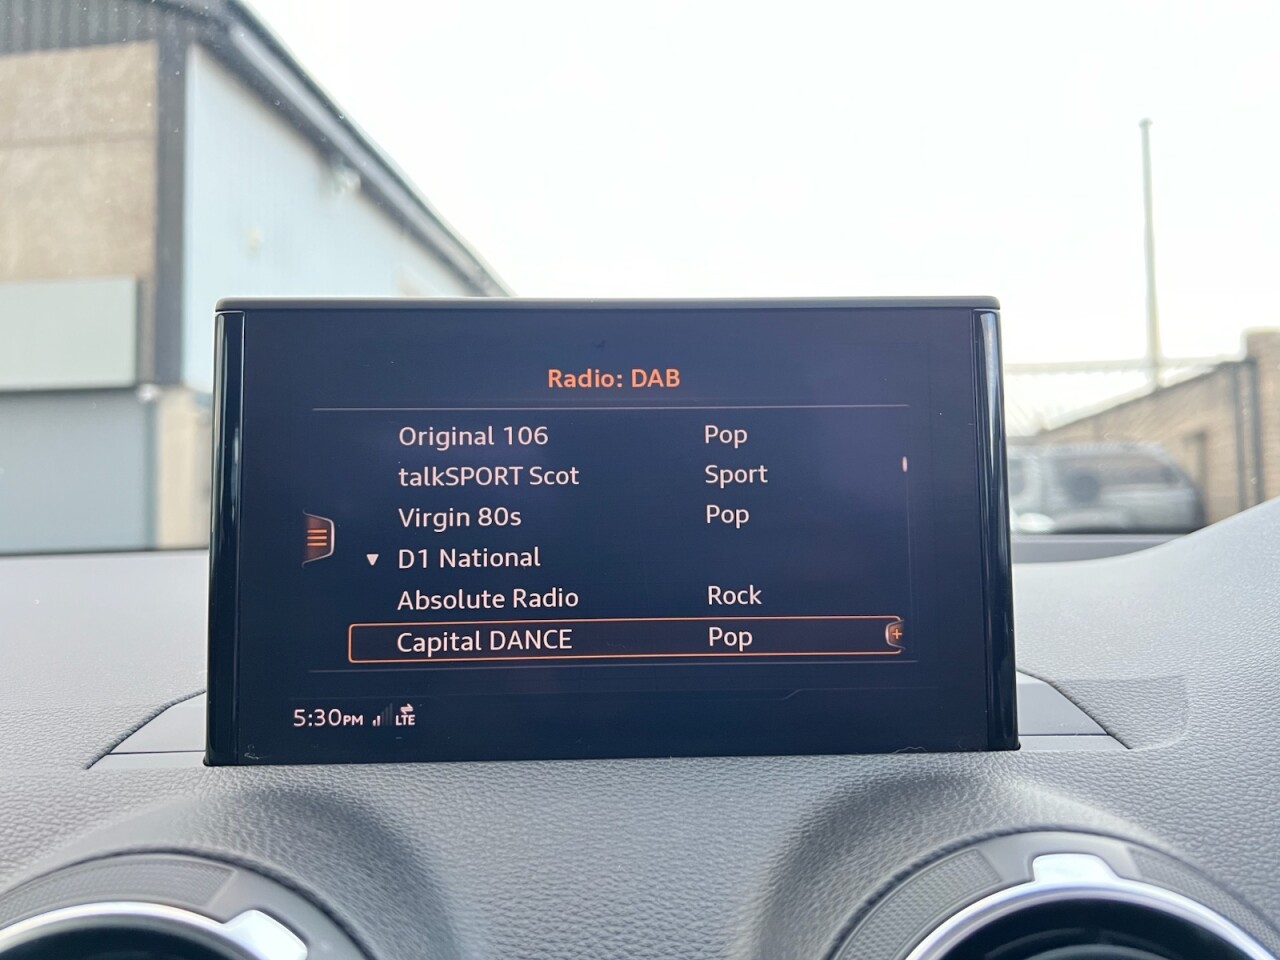 Radio: DAB
Original 106 Pop
talkSPORT Scot Sport
Virgin 80s Pop
D1 National
Absolute Radio Rock
Capital DANCE Pop
5:30PM LTE